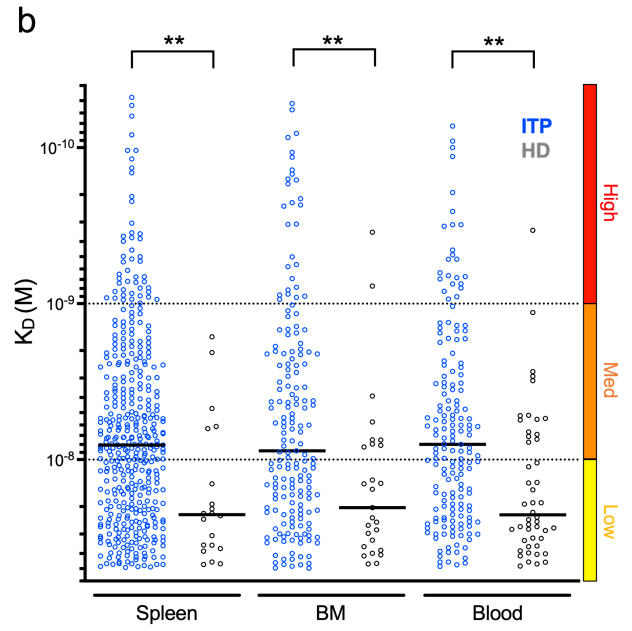 b
** ** **
ITP
HD
10⁻¹⁰
High
K_D (M)
10⁻⁹
Med
10⁻⁸
Low
Spleen BM Blood